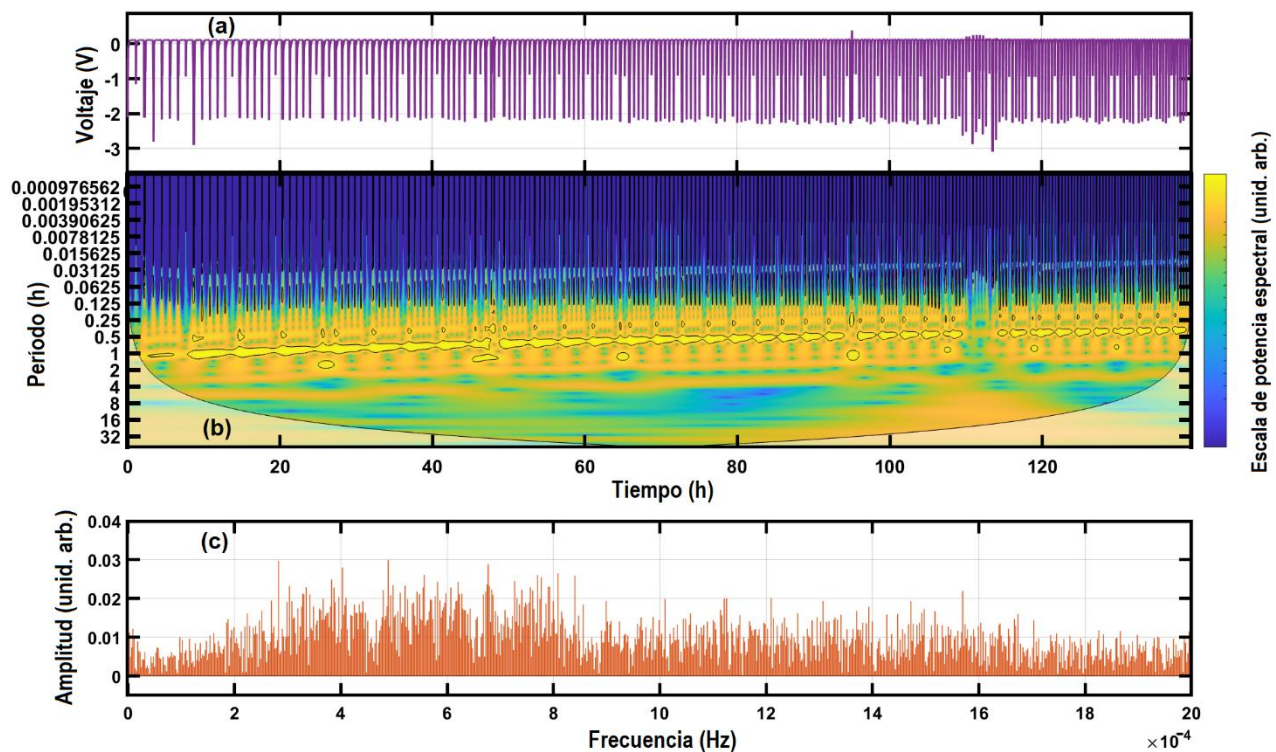 (a)
Voltaje (V)
0
-1
-2
-3
Periodo (h)
0.000976562
0.00195312
0.00390625
0.0078125
0.015625
0.03125
0.0625
0.125
0.25
0.5
1
2
4
8
16
32
(b)
0 20 40 60 80 100 120
Tiempo (h)
Escala de potencia espectral (unid. arb.)
(c)
Amplitud (unid. arb.)
0.04
0.03
0.02
0.01
0
0 2 4 6 8 10 12 14 16 18 20
×10⁻⁴
Frecuencia (Hz)